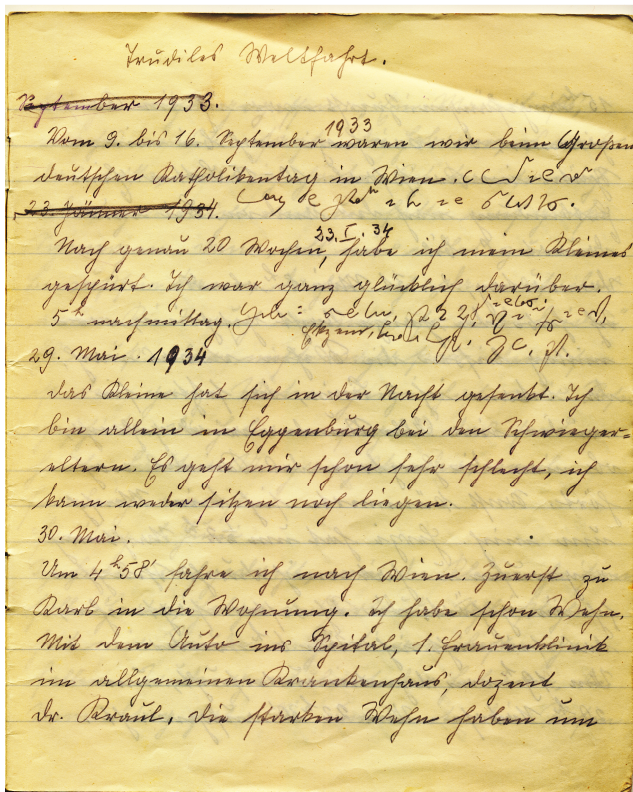 Trudiles Weltfahrt.
September 1933.
Vom 9. bis 16. September 1933 waren wir beim Großen
deutschen Katholikentag in Wien.
23. Jänner 1934.
Nach genau 20 Wochen, 23. I. 34 habe ich mein Kleines
gespürt. Ich war ganz glücklich darüber.
5h nachmittag.
29. Mai. 1934
Das Kleine hat sich in der Nacht gesenkt. Ich
bin allein in Eggenburg bei den Schwieger=
eltern. Es geht mir schon sehr schlecht, ich
kann weder sitzen noch liegen.
30. Mai.
Um 4h 58' fahre ich nach Wien. Zuerst zu
Karl in die Wohnung. Ich habe schon Wehn.
Mit dem Auto ins Spital, 1. Frauenklinik
im allgemeinen Krankenhaus, Dozent
Dr. Kraul. Die starken Wehn haben um